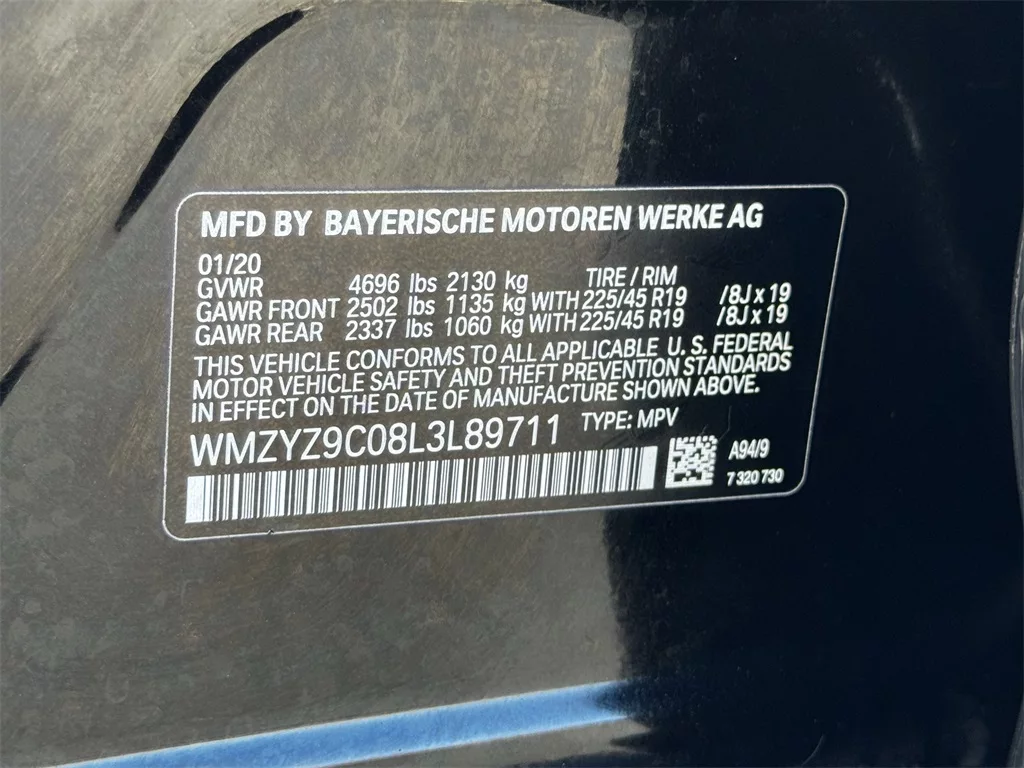 MFD BY BAYERISCHE MOTOREN WERKE AG
01/20
GVWR 4696 lbs 2130 kg TIRE / RIM
GAWR FRONT 2502 lbs 1135 kg WITH 225/45 R19 /8J x 19
GAWR REAR 2337 lbs 1060 kg WITH 225/45 R19 /8J x 19
THIS VEHICLE CONFORMS TO ALL APPLICABLE U. S. FEDERAL
MOTOR VEHICLE SAFETY AND THEFT PREVENTION STANDARDS
IN EFFECT ON THE DATE OF MANUFACTURE SHOWN ABOVE.
WMZYZ9C08L3L89711 TYPE: MPV
A94/9
7 320 730